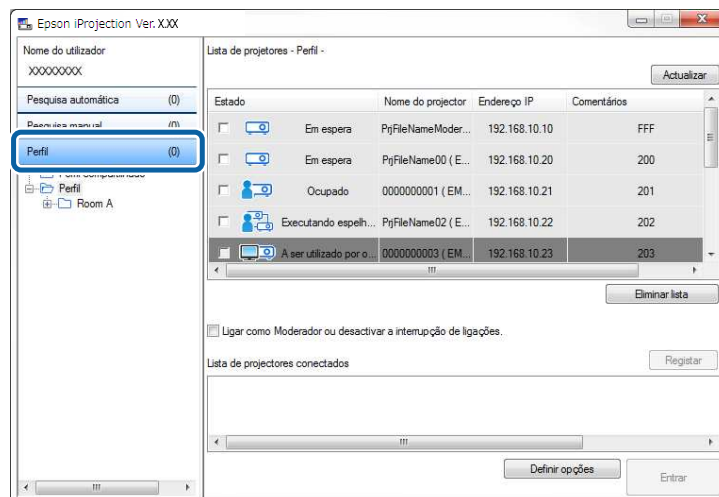 Epson iProjection Ver. X.XX
Nome do utilizador
XXXXXXXX
Pesquisa automática (0)
Pesquisa manual (0)
Perfil (0)
Perfil compartilhado
Perfil
Room A
Lista de projetores - Perfil -
Actualizar
Estado Nome do projector Endereço IP Comentários
Em espera PrjFileNameModer... 192.168.10.10 FFF
Em espera PrjFileName00 ( E... 192.168.10.20 200
Ocupado 0000000001 ( EM... 192.168.10.21 201
Executando espelh... PrjFileName02 ( E... 192.168.10.22 202
A ser utilizado por o... 0000000003 ( EM... 192.168.10.23 203
Eliminar lista
Ligar como Moderador ou desactivar a interrupção de ligações.
Lista de projectores conectados
Registar
Definir opções
Entrar